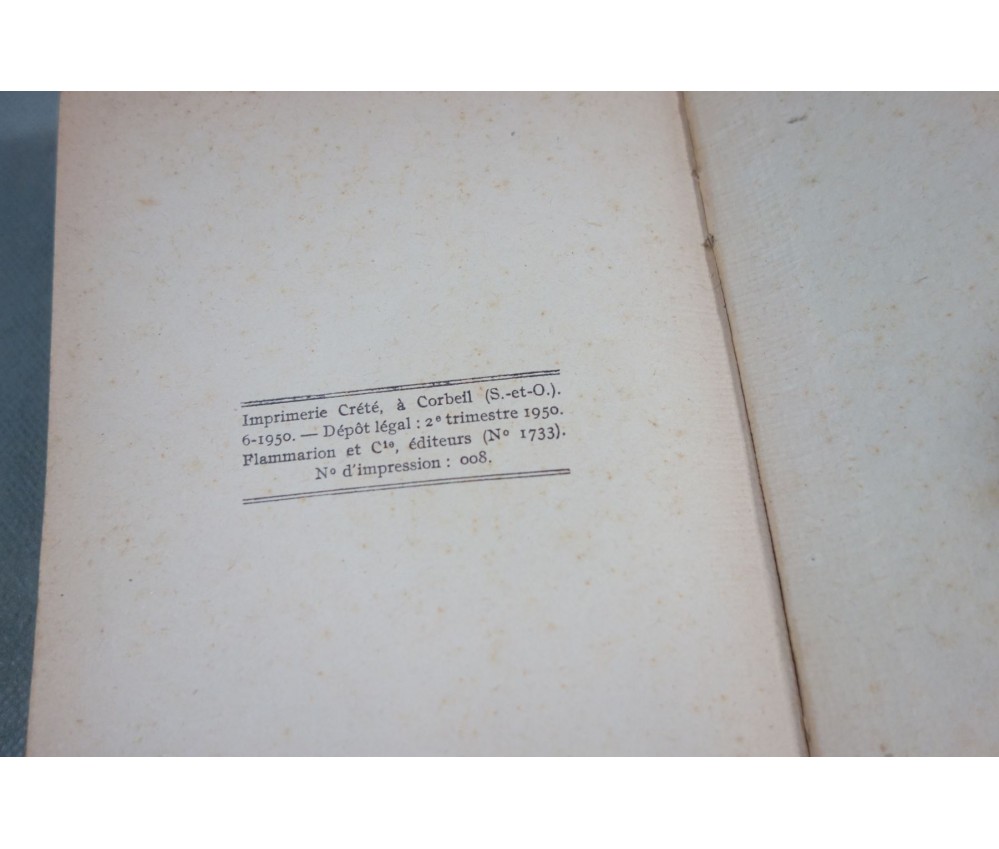 Imprimerie Crété, à Corbeil (S.-et-O.).
6-1950. — Dépôt légal : 2e trimestre 1950.
Flammarion et Cie, éditeurs (No 1733).
No d'impression : 008.